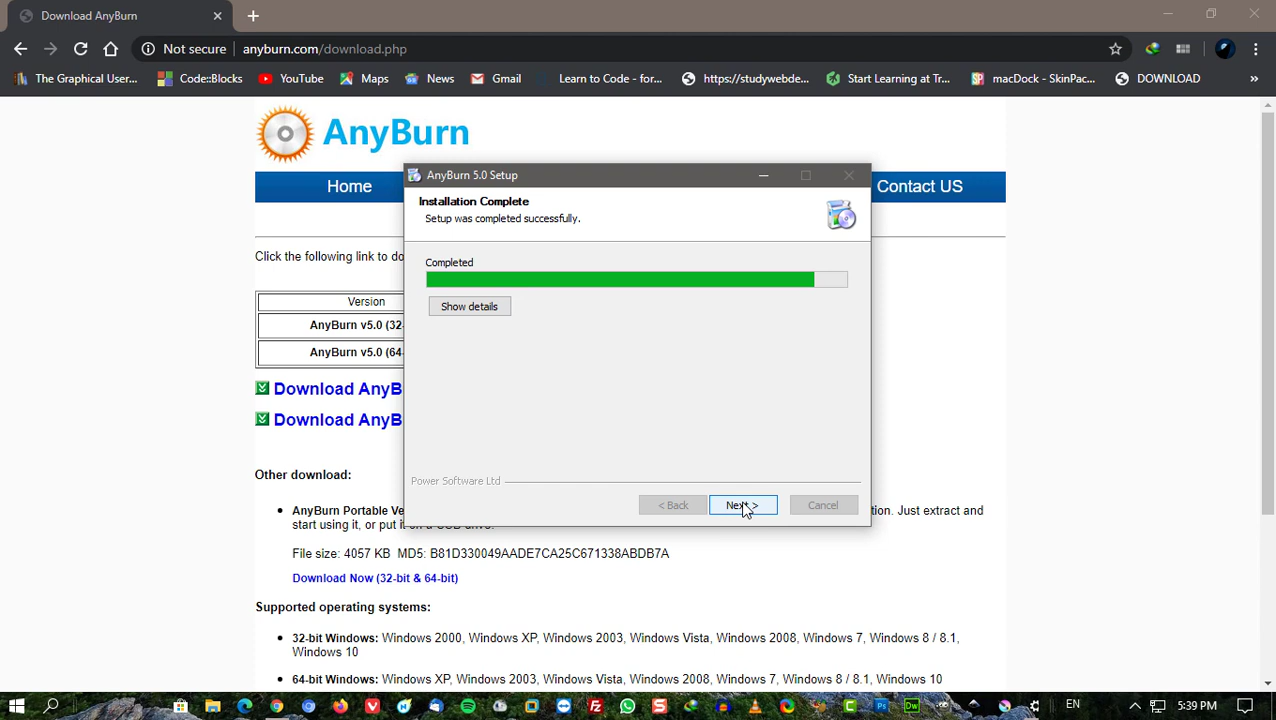 Download AnyBurn
Not secure | anyburn.com/download.php
The Graphical User...
Code::Blocks
YouTube
Maps
News
Gmail
Learn to Code - for...
https://studywebde...
Start Learning at Tr...
macDock - SkinPac...
DOWNLOAD
»
AnyBurn
Home
Contact US
AnyBurn 5.0 Setup
Installation Complete
Setup was completed successfully.
Completed
Show details
Power Software Ltd
< Back
Next >
Cancel
Click the following link to do
Version
AnyBurn v5.0 (32-
AnyBurn v5.0 (64-
Download AnyB
Download AnyB
Other download:
AnyBurn Portable Ve
tion. Just extract and
start using it, or put it on a USB drive.
File size: 4057 KB MD5: B81D330049AADE7CA25C671338ABDB7A
Download Now (32-bit & 64-bit)
Supported operating systems:
32-bit Windows: Windows 2000, Windows XP, Windows 2003, Windows Vista, Windows 2008, Windows 7, Windows 8 / 8.1,
Windows 10
64-bit Windows: Windows XP, Windows 2003, Windows Vista, Windows 2008, Windows 7, Windows 8 / 8.1, Windows 10
EN
5:39 PM